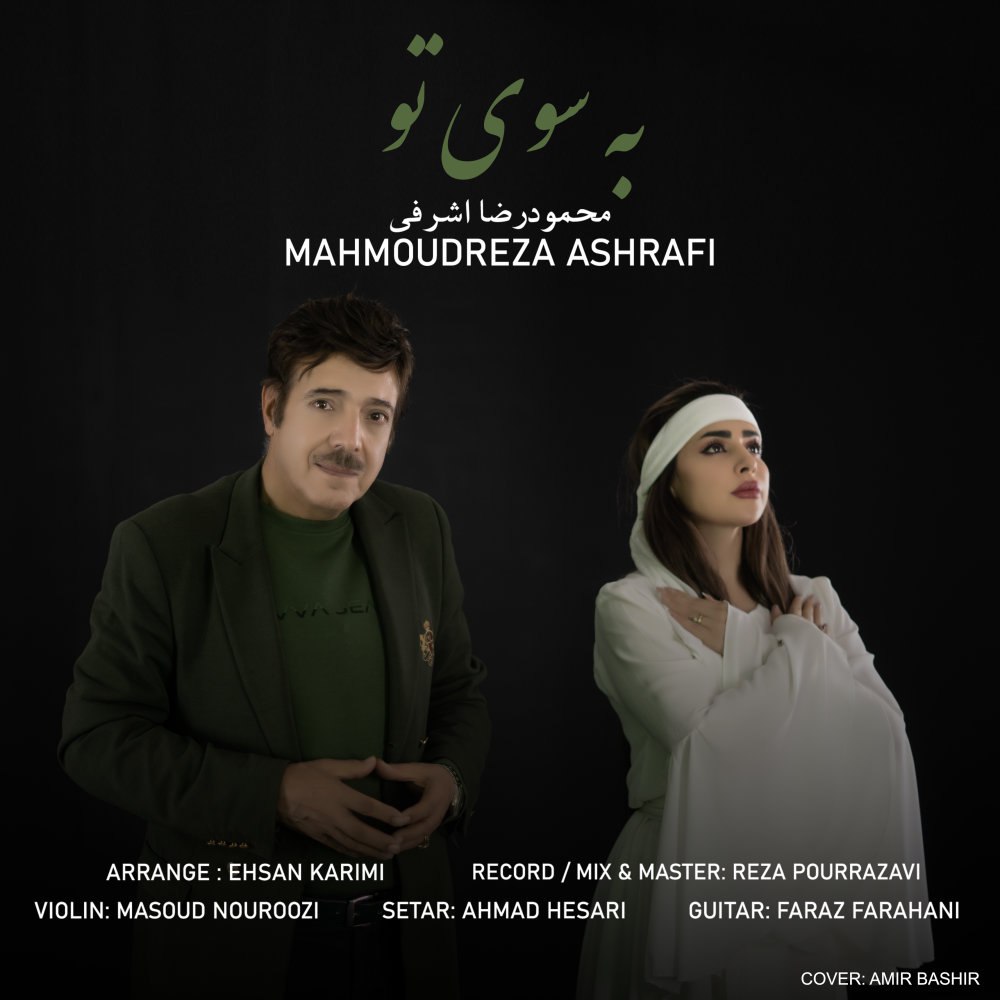 به سوی تو
محمودرضا اشرفی
MAHMOUDREZA ASHRAFI
ARRANGE : EHSAN KARIMI
RECORD / MIX & MASTER: REZA POURRAZAVI
VIOLIN: MASOUD NOUROOZI
SETAR: AHMAD HESARI
GUITAR: FARAZ FARAHANI
COVER: AMIR BASHIR